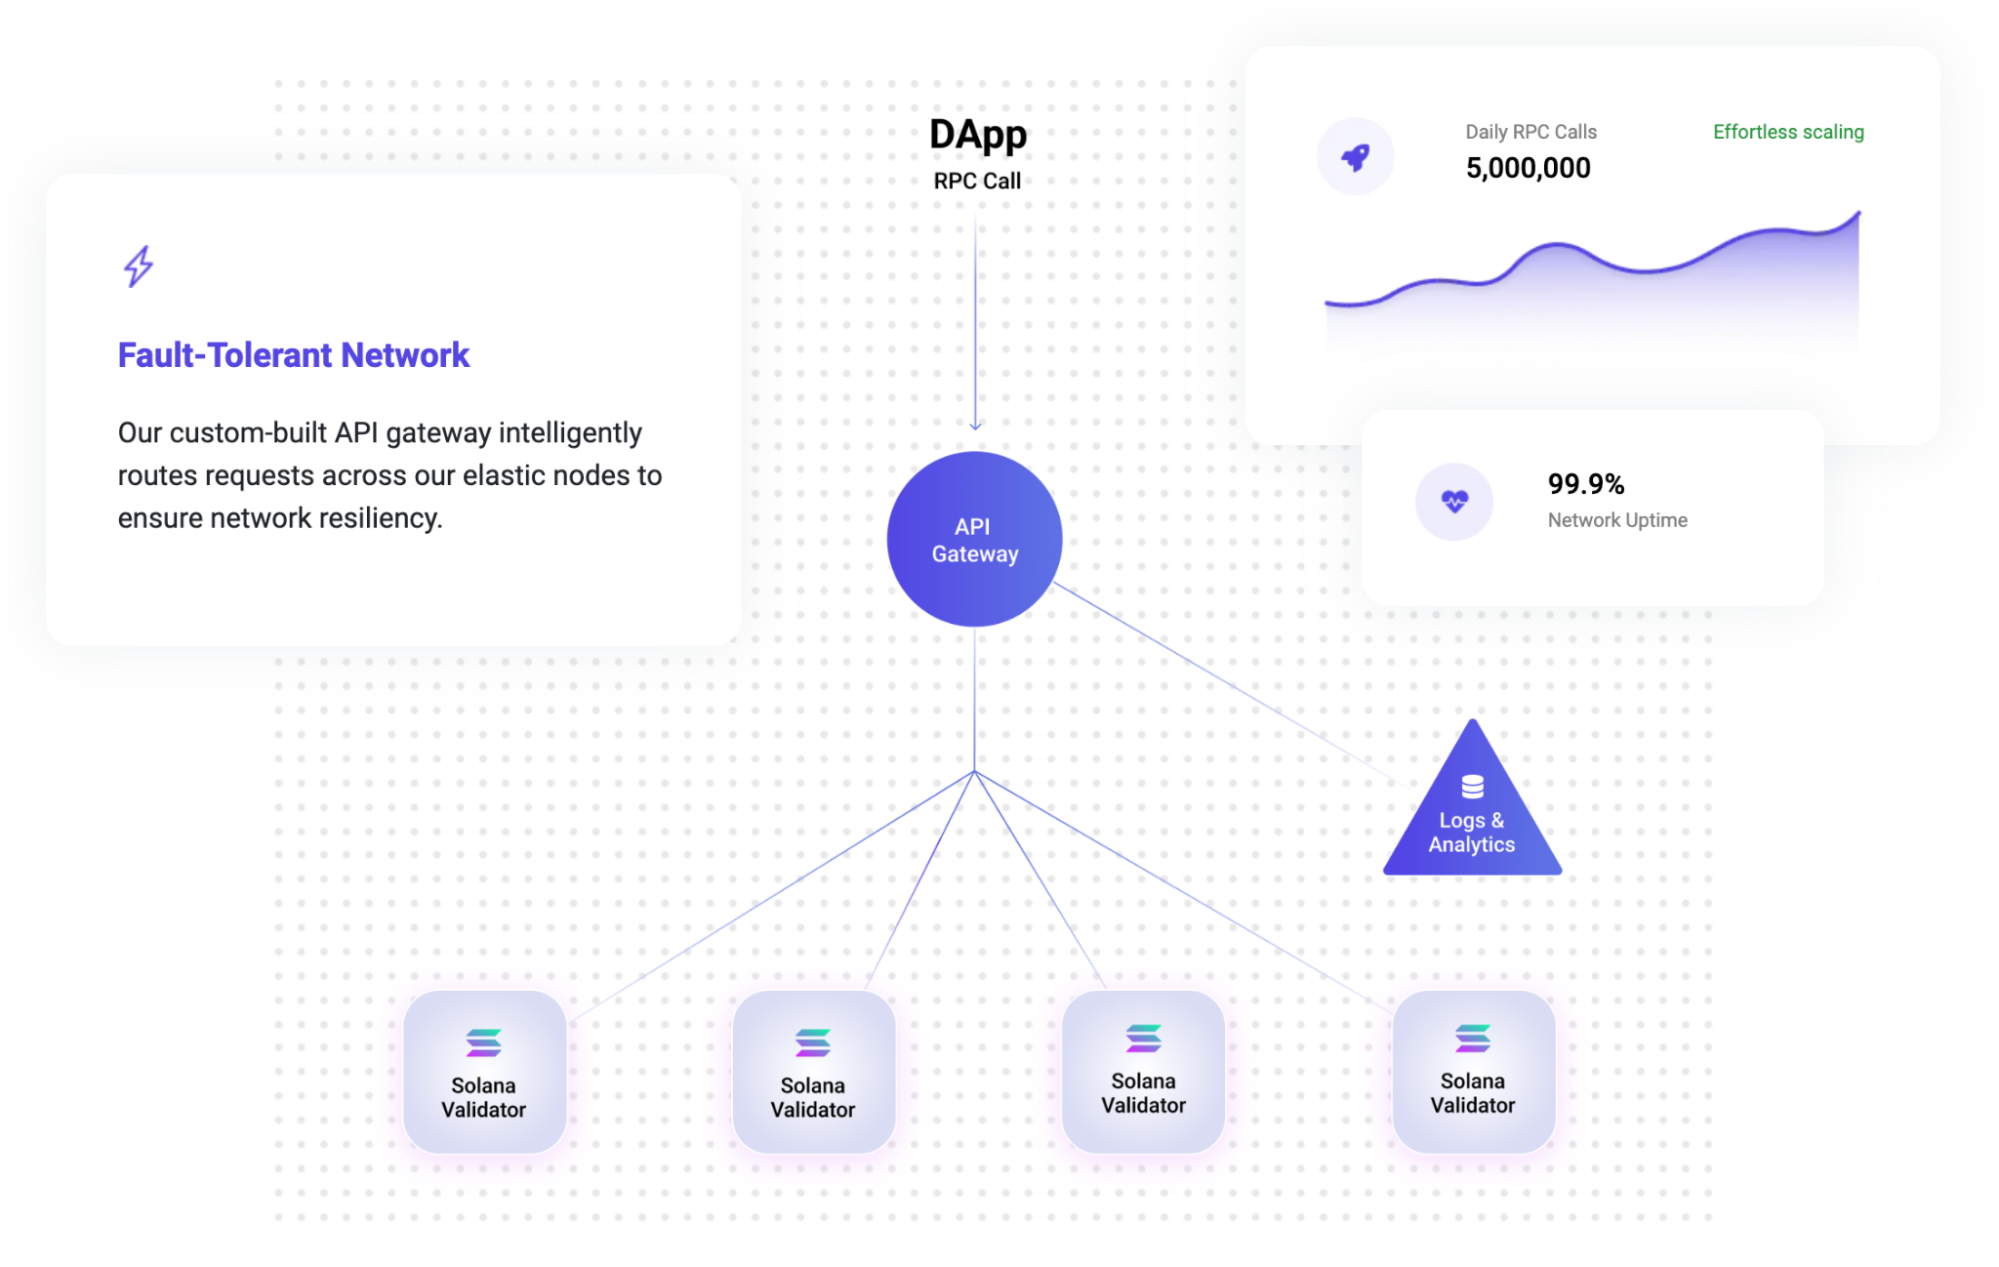 DApp
RPC Call
Daily RPC Calls
5,000,000
Effortless scaling
Fault-Tolerant Network
Our custom-built API gateway intelligently
routes requests across our elastic nodes to
ensure network resiliency.
99.9%
Network Uptime
API
Gateway
Logs &
Analytics
Solana
Validator
Solana
Validator
Solana
Validator
Solana
Validator